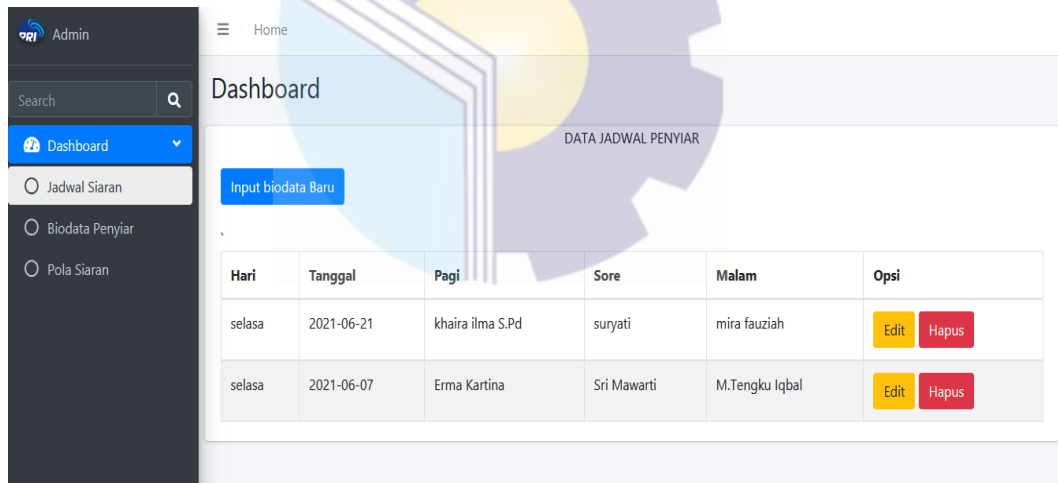 PRI Admin
Home
Search
Dashboard
Dashboard
Jadwal Siaran
Biodata Penyiar
Pola Siaran
DATA JADWAL PENYIAR
Input biodata Baru
`
Hari Tanggal Pagi Sore Malam Opsi
selasa 2021-06-21 khaira ilma S.Pd suryati mira fauziah Edit Hapus
selasa 2021-06-07 Erma Kartina Sri Mawarti M.Tengku Iqbal Edit Hapus